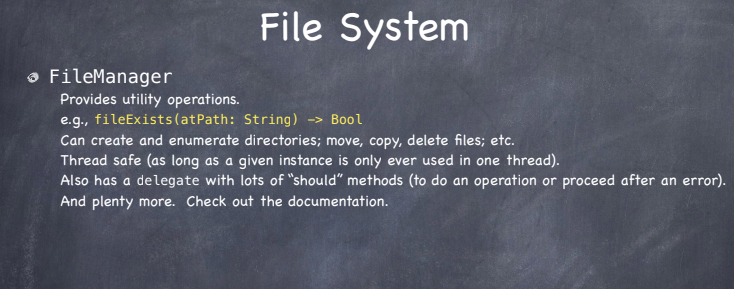 File System
FileManager
Provides utility operations.
e.g., fileExists(atPath: String) -> Bool
Can create and enumerate directories; move, copy, delete files; etc.
Thread safe (as long as a given instance is only ever used in one thread).
Also has a delegate with lots of “should” methods (to do an operation or proceed after an error).
And plenty more. Check out the documentation.